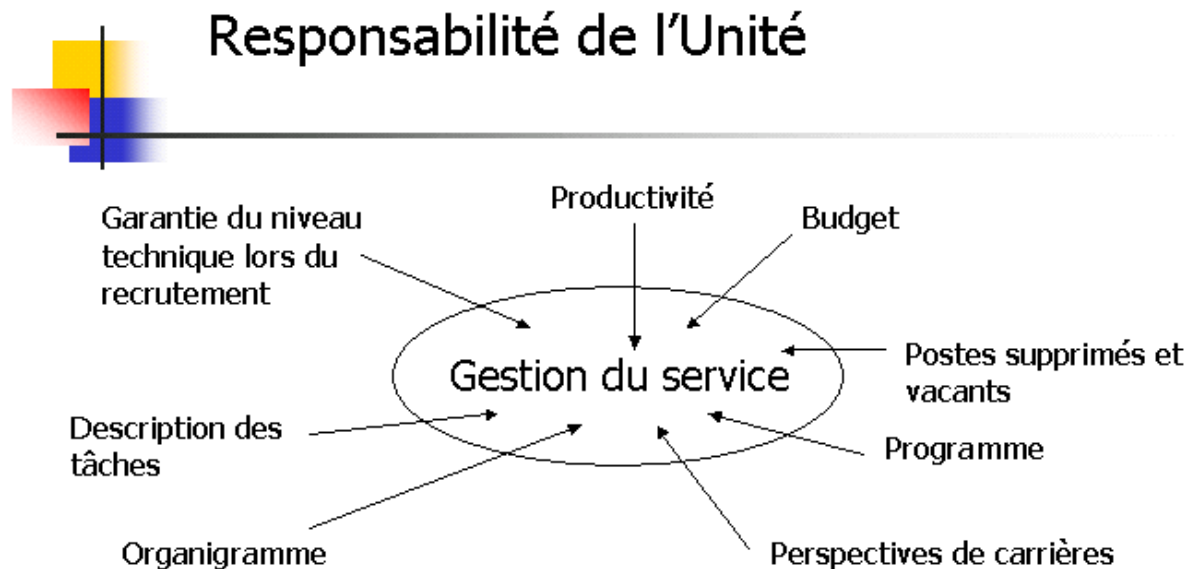 Responsabilité de l'Unité
Productivité
Budget
Garantie du niveau
technique lors du
recrutement
Gestion du service
Postes supprimés et
vacants
Description des
tâches
Programme
Organigramme
Perspectives de carrières